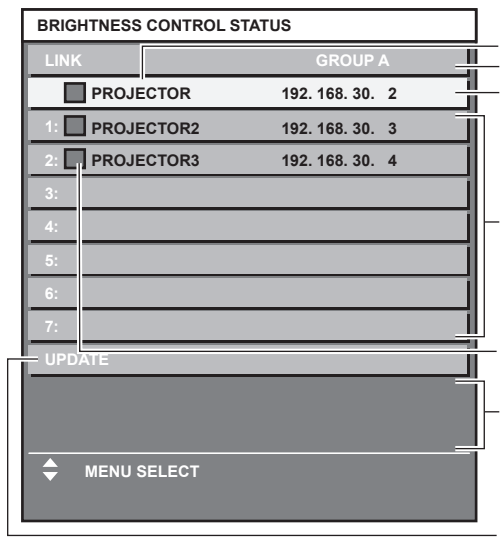 BRIGHTNESS CONTROL STATUS
LINK GROUP A
PROJECTOR 192. 168. 30. 2
1: PROJECTOR2 192. 168. 30. 3
2: PROJECTOR3 192. 168. 30. 4
3:
4:
5:
6:
7:
UPDATE
MENU SELECT